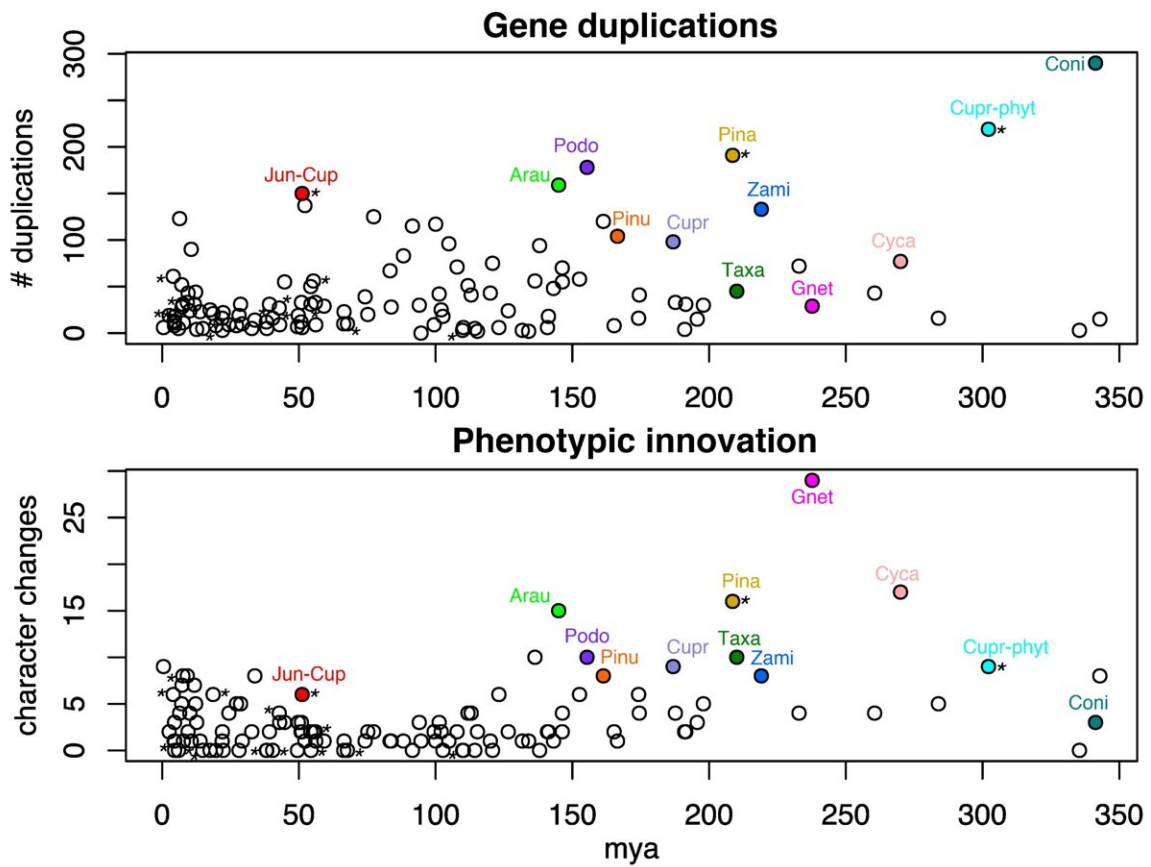 Gene duplications
# duplications
0
100
200
300
Coni
Cupr-phyt
*
Pina
*
Podo
Arau
Jun-Cup
*
Zami
Pinu
Cupr
Cyca
Taxa
Gnet
0 50 100 150 200 250 300 350
Phenotypic innovation
character changes
0
5
15
25
Gnet
Cyca
Pina
*
Arau
Podo
Pinu
Cupr
Taxa
Zami
Cupr-phyt
*
Jun-Cup
*
Coni
0 50 100 150 200 250 300 350
mya